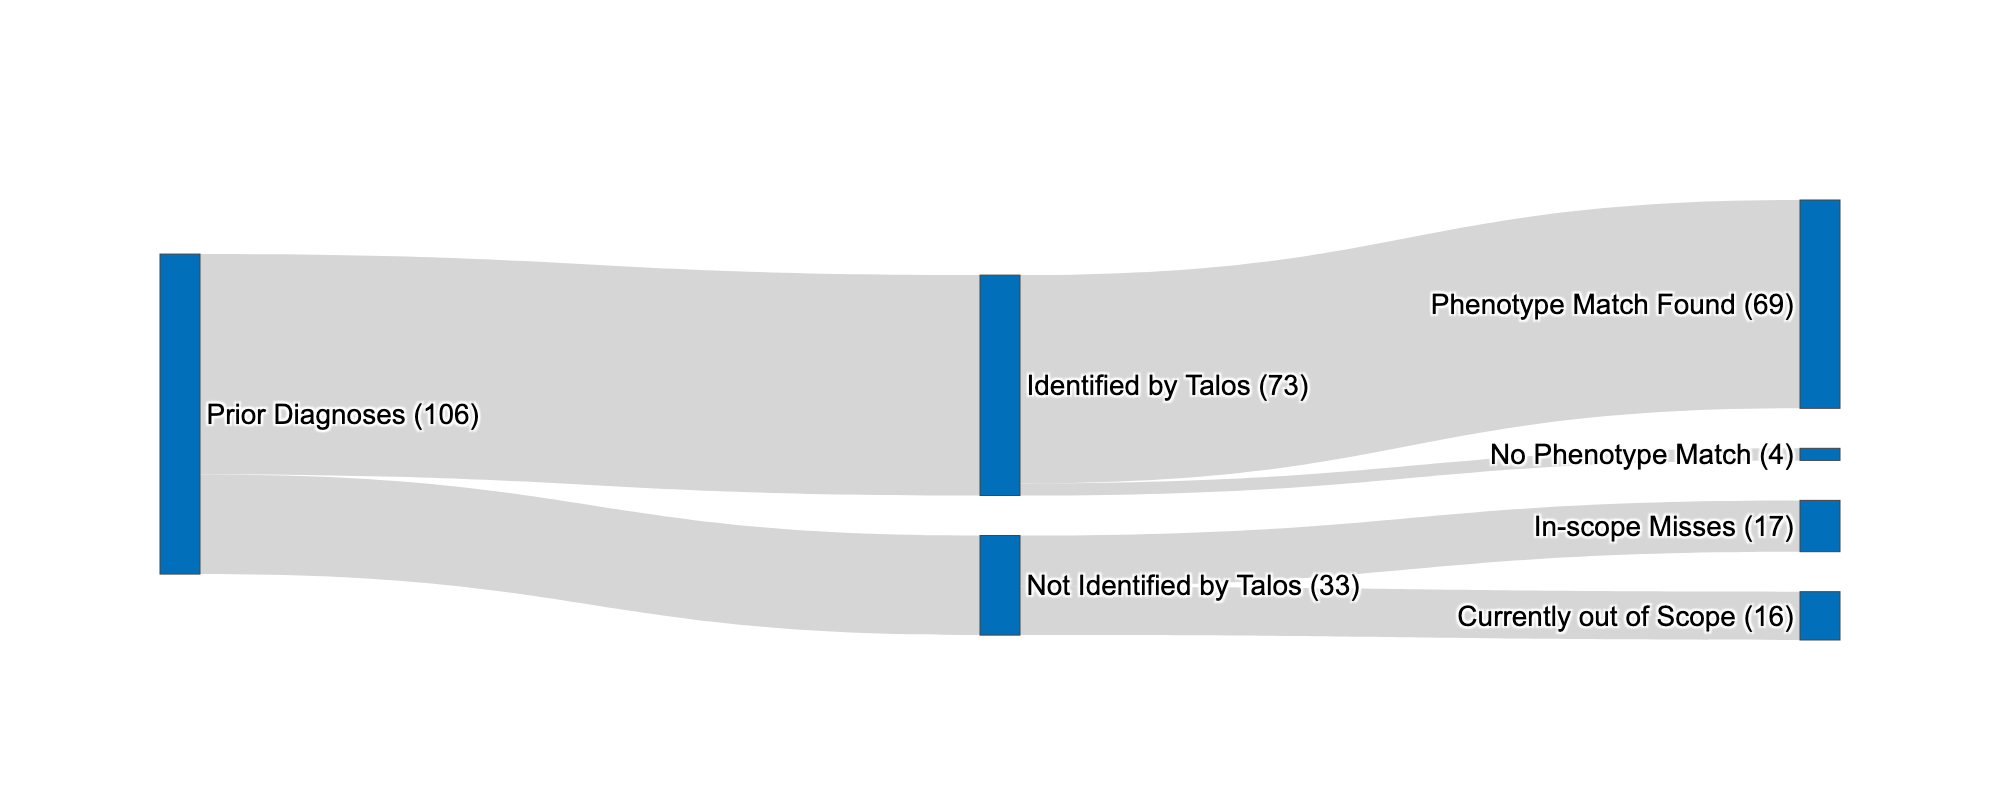 Prior Diagnoses (106)
Identified by Talos (73)
Not Identified by Talos (33)
Phenotype Match Found (69)
No Phenotype Match (4)
In-scope Misses (17)
Currently out of Scope (16)